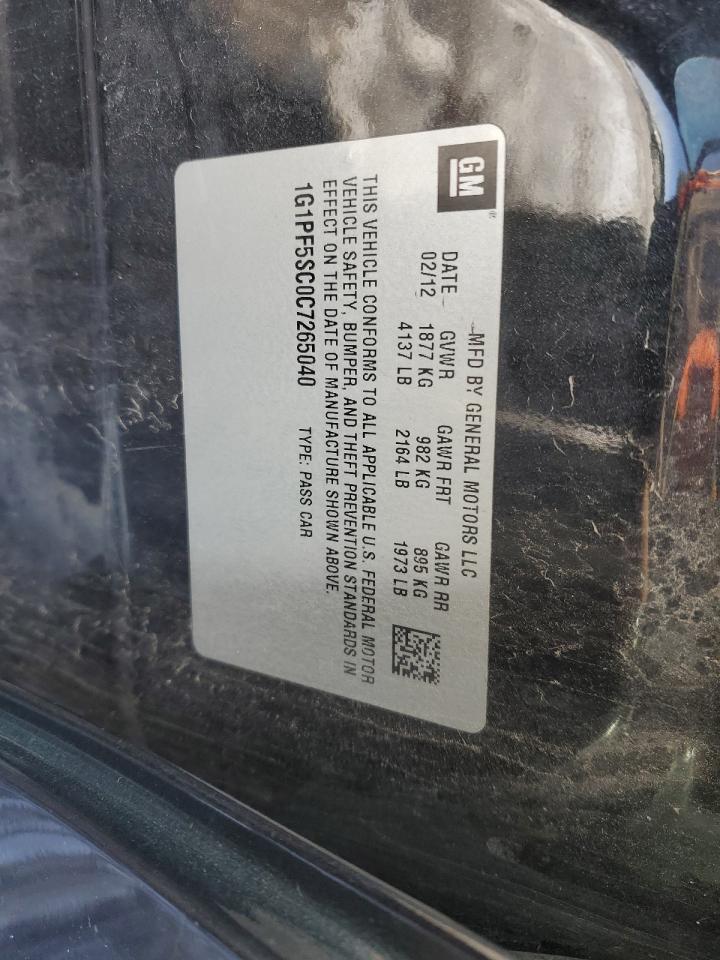 GM®
MFD BY GENERAL MOTORS LLC
DATE GVWR GAWR FRT GAWR RR
02/12 1877 KG 982 KG 895 KG
4137 LB 2164 LB 1973 LB
THIS VEHICLE CONFORMS TO ALL APPLICABLE U.S. FEDERAL MOTOR
VEHICLE SAFETY, BUMPER, AND THEFT PREVENTION STANDARDS IN
EFFECT ON THE DATE OF MANUFACTURE SHOWN ABOVE.
1G1PF5SC0C7265040 TYPE: PASS CAR